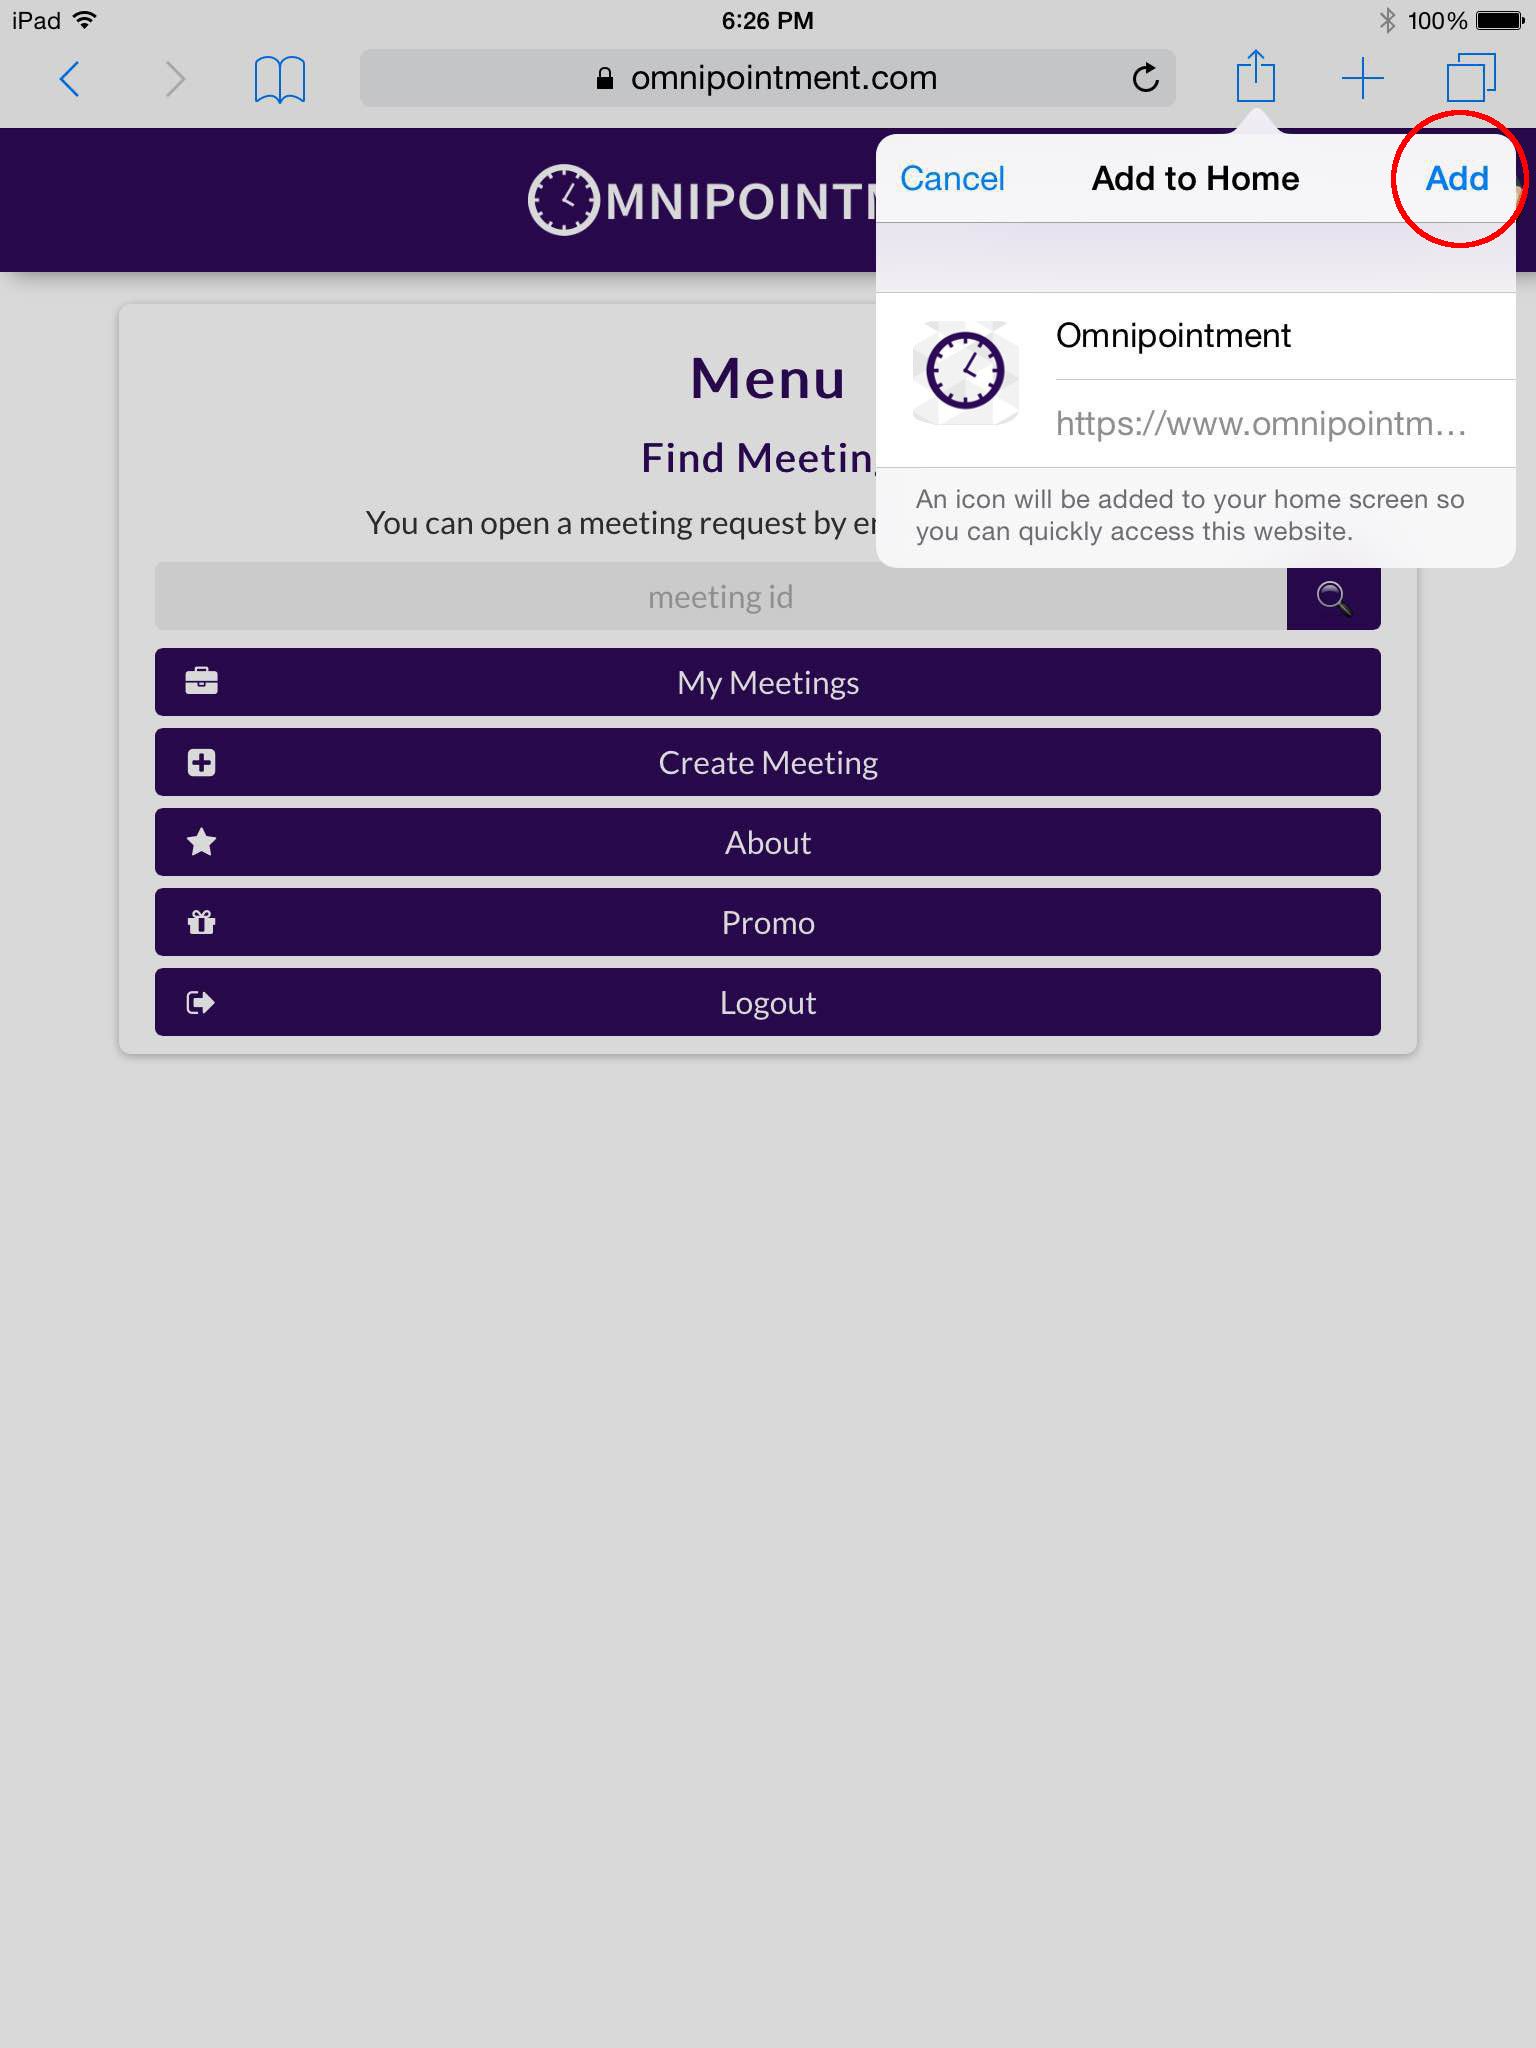 iPad 6:26 PM 100%
omnipointment.com
MNIPOINT
Cancel Add to Home Add
Omnipointment
https://www.omnipointm...
An icon will be added to your home screen so
you can quickly access this website.
Menu
Find Meetin
You can open a meeting request by
meeting id
My Meetings
Create Meeting
About
Promo
Logout